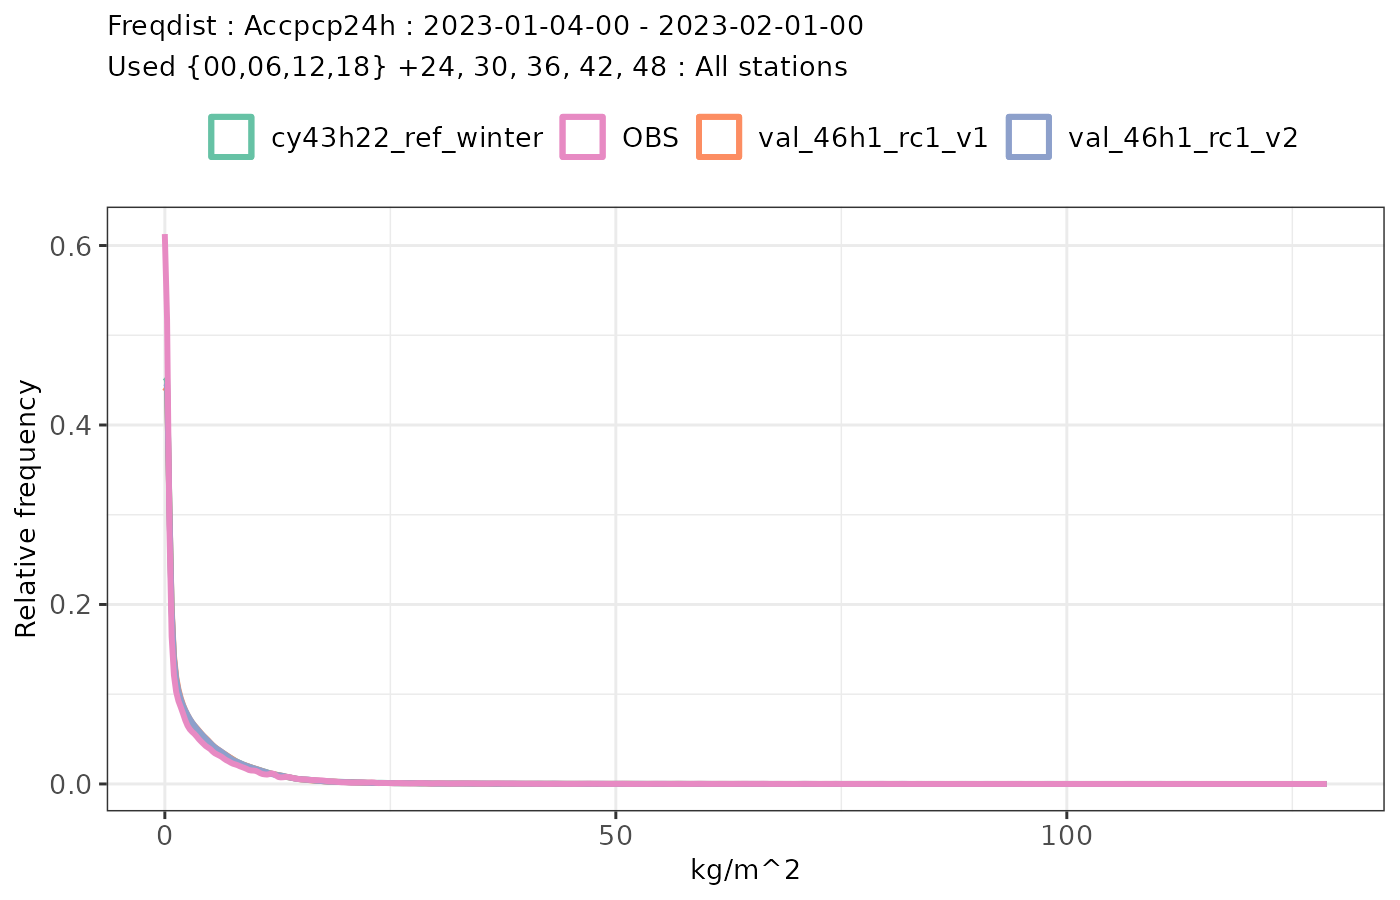 Freqdist : Accpcp24h : 2023-01-04-00 - 2023-02-01-00
Used {00,06,12,18} +24, 30, 36, 42, 48 : All stations
cy43h22_ref_winter OBS val_46h1_rc1_v1 val_46h1_rc1_v2
Relative frequency
0.6
0.4
0.2
0.0
0 50 100
kg/m^2